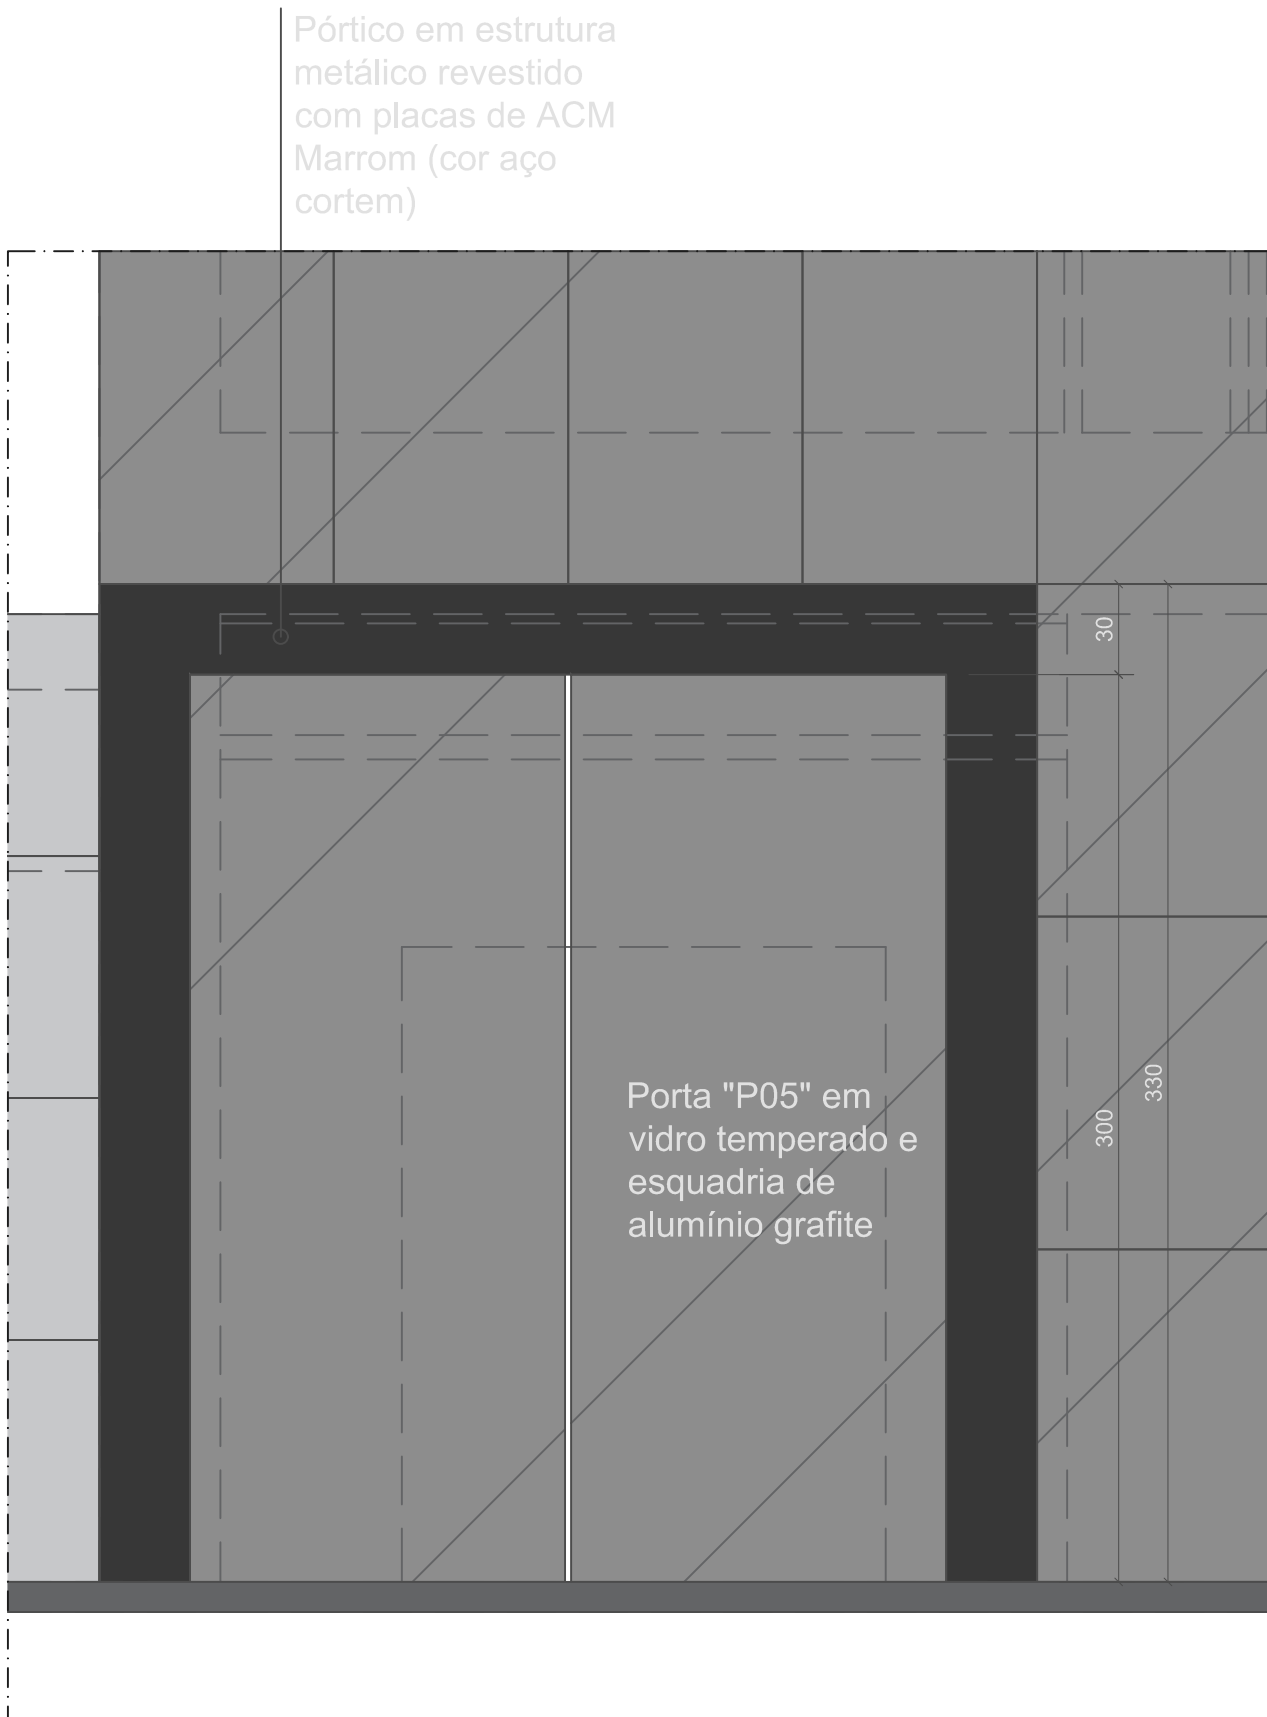 Pórtico em estrutura
metálico revestido
com placas de ACM
Marrom (cor aço
cortem)
30
Porta "P05" em
vidro temperado e
esquadria de
alumínio grafite
300
330